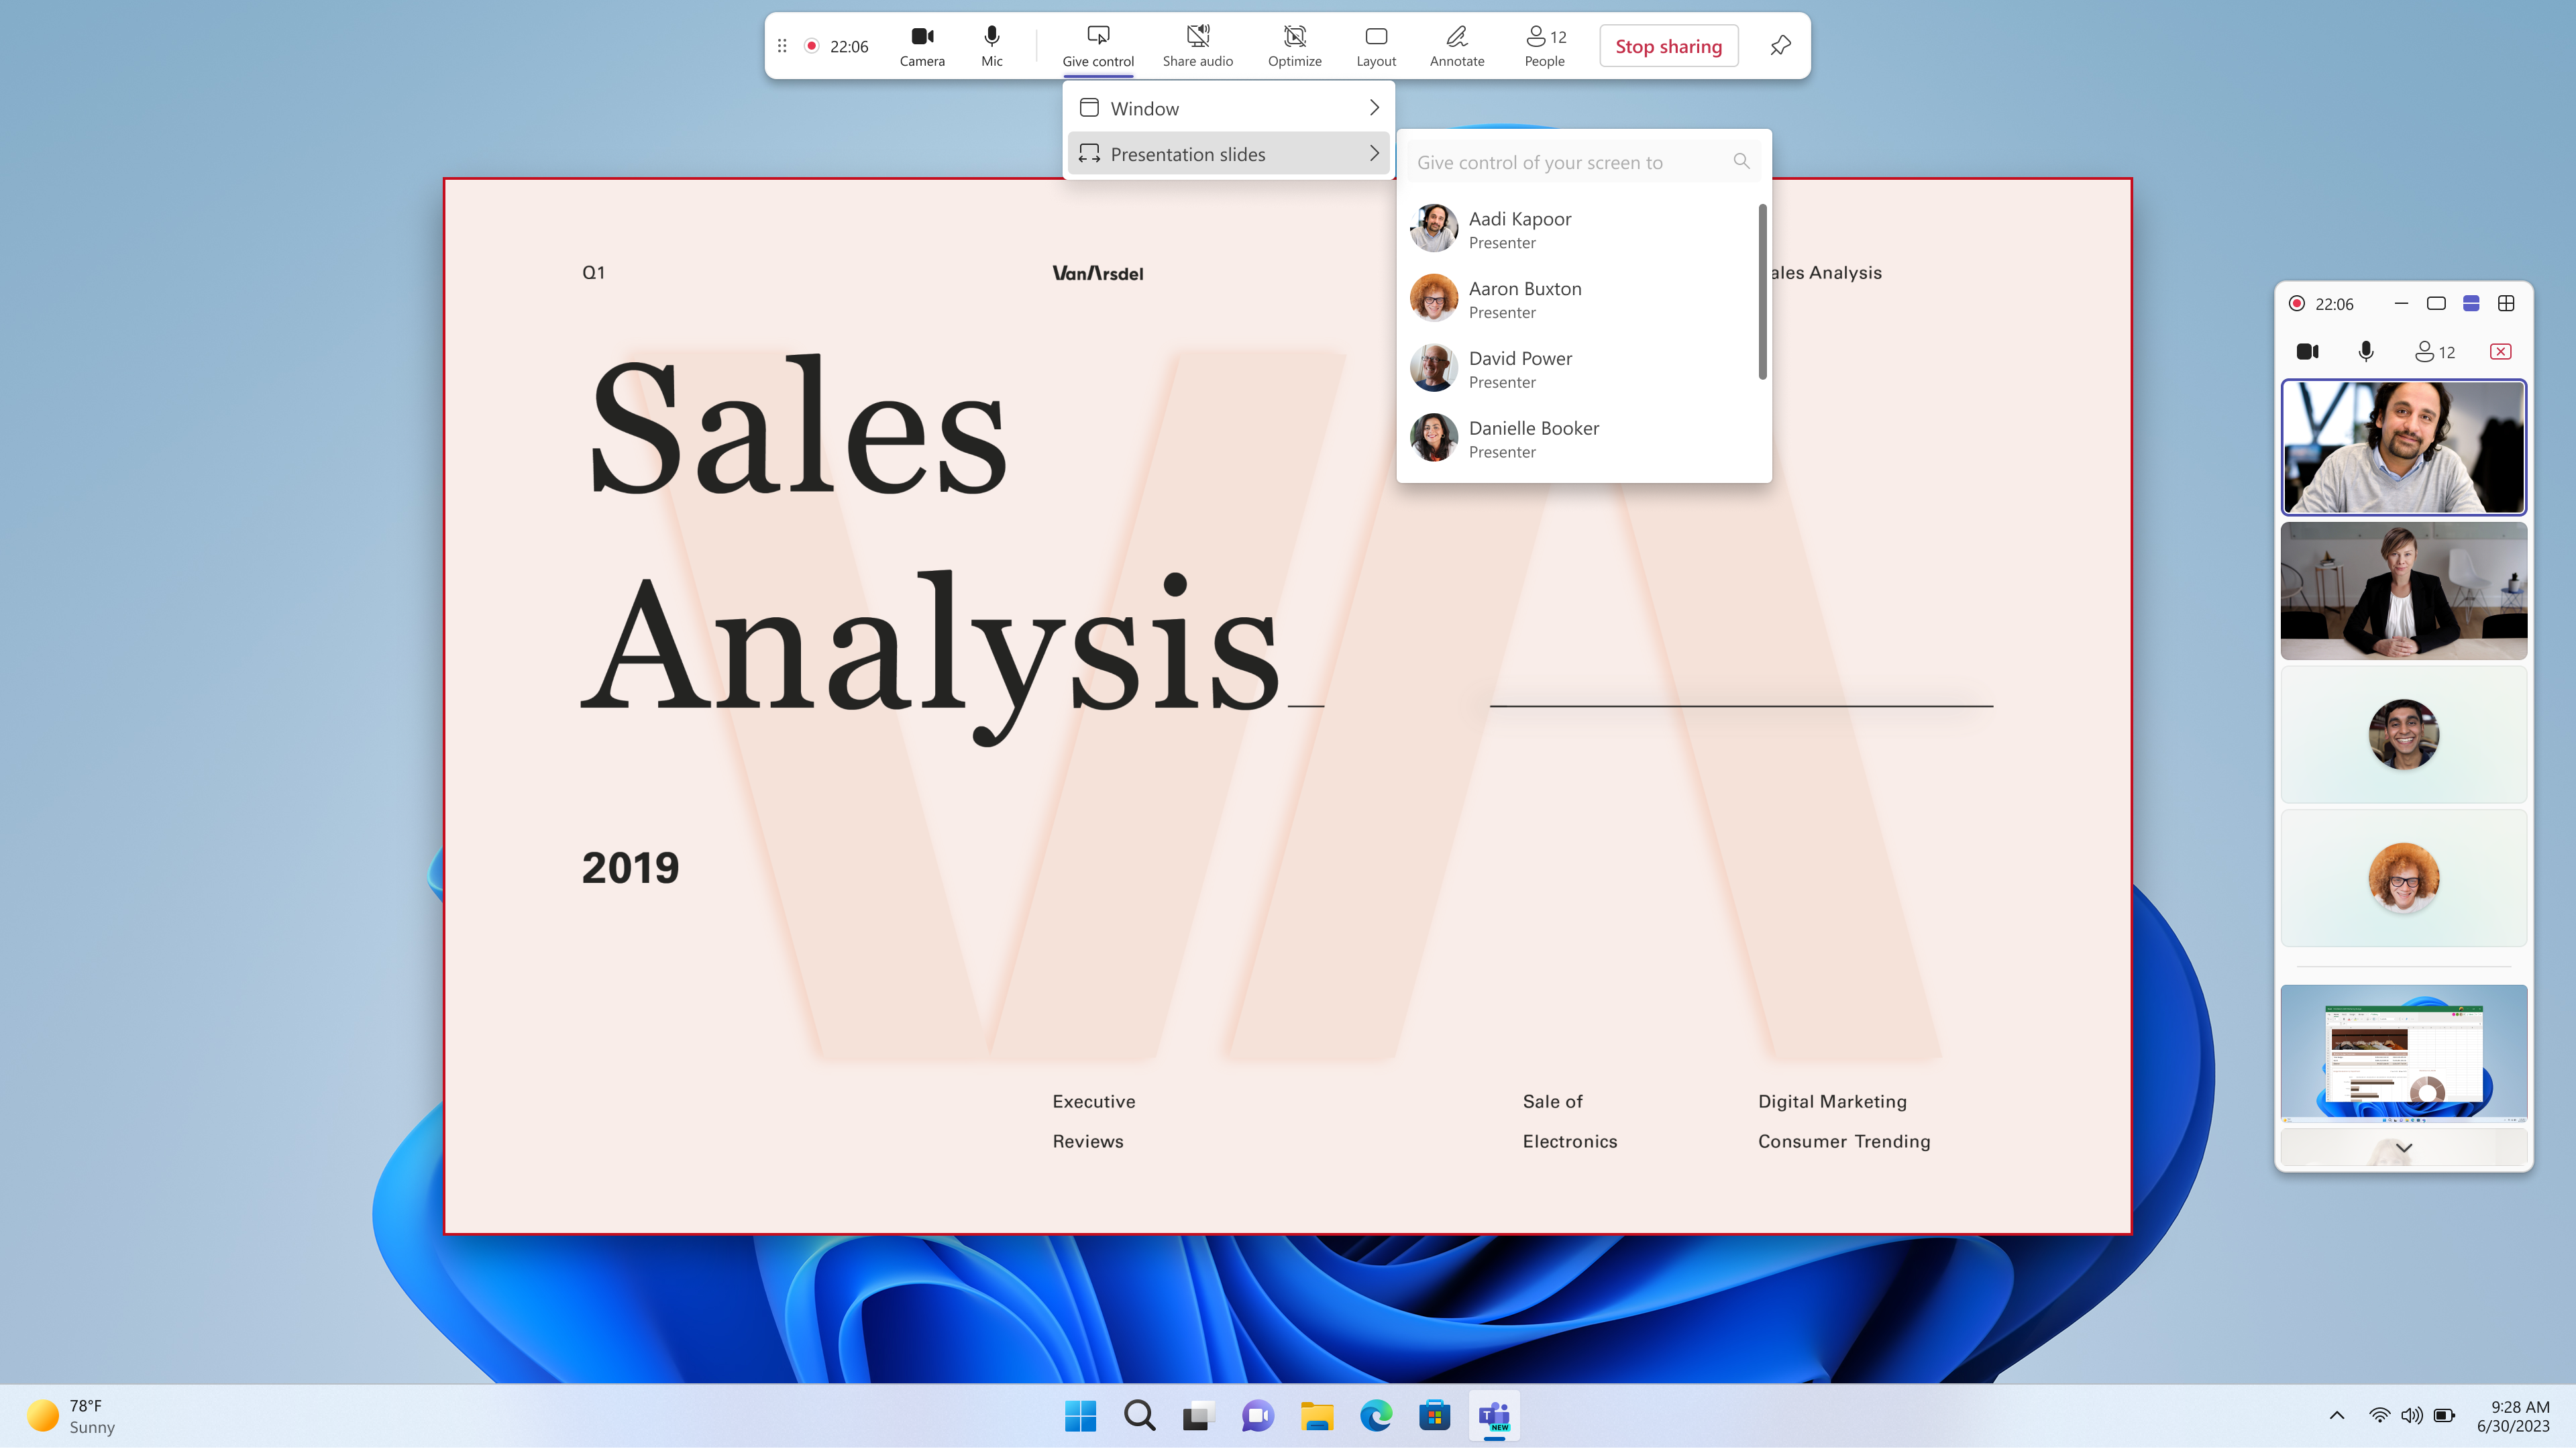 22:06
Camera
Mic
Give control
Share audio
Optimize
Layout
Annotate
12
People
Stop sharing
Window
Presentation slides
Give control of your screen to
Aadi Kapoor
Presenter
Aaron Buxton
Presenter
David Power
Presenter
Danielle Booker
Presenter
Q1
VanArsdel
ales Analysis
Sales
Analysis_
2019
Executive
Reviews
Sale of
Electronics
Digital Marketing
Consumer Trending
22:06
12
78°F
Sunny
NEW
9:28 AM
6/30/2023